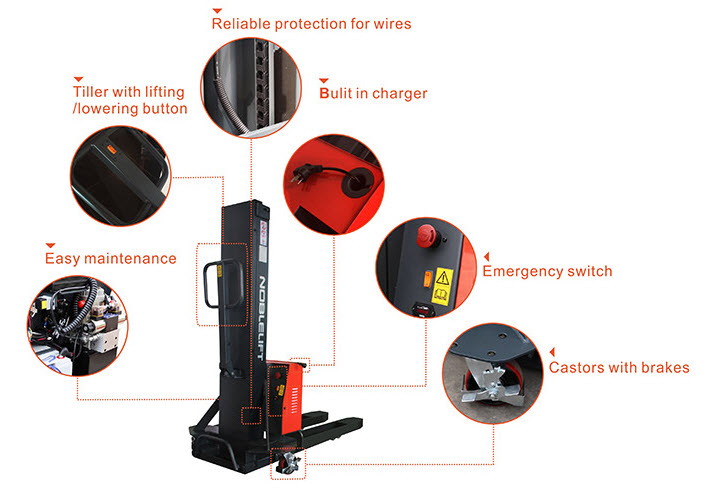 Reliable protection for wires
Tiller with lifting
/lowering button
Bulit in charger
Easy maintenance
Emergency switch
Castors with brakes
NOBLELIFT